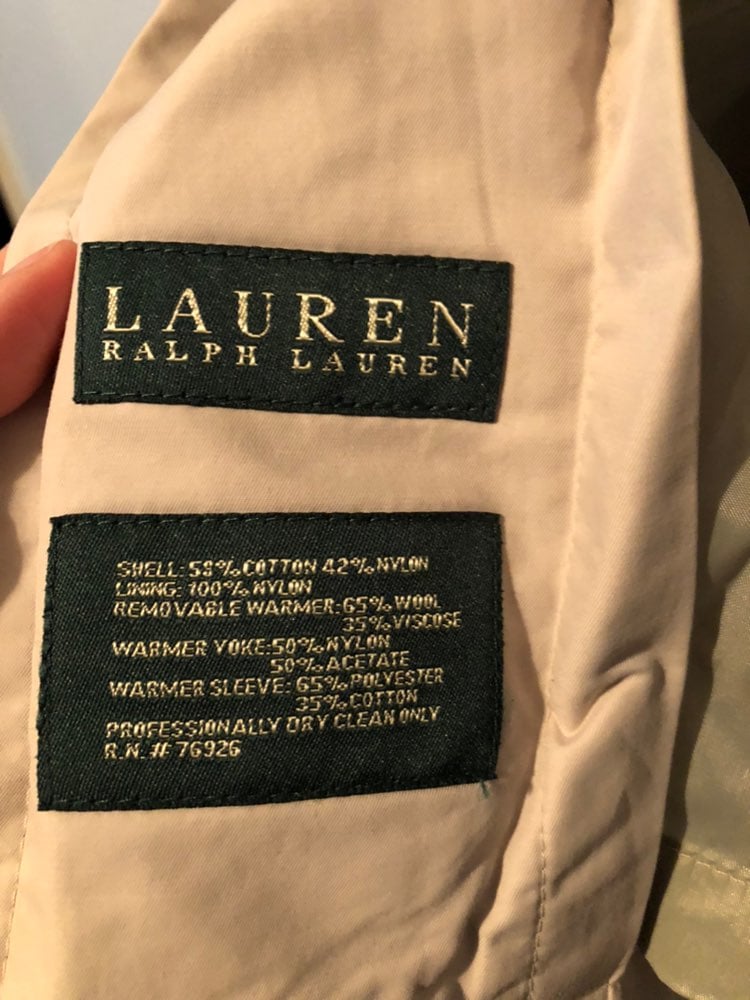 LAUREN
RALPH LAUREN
SHELL: 58% COTTON 42% NYLON
LINING: 100% NYLON
REMOVABLE WARMER: 65% WOOL
35% VISCOSE
WARMER YOKE: 50% NYLON
50% ACETATE
WARMER SLEEVE: 65% POLYESTER
35% COTTON
PROFESSIONALLY DRY CLEAN ONLY
R.N. # 76926